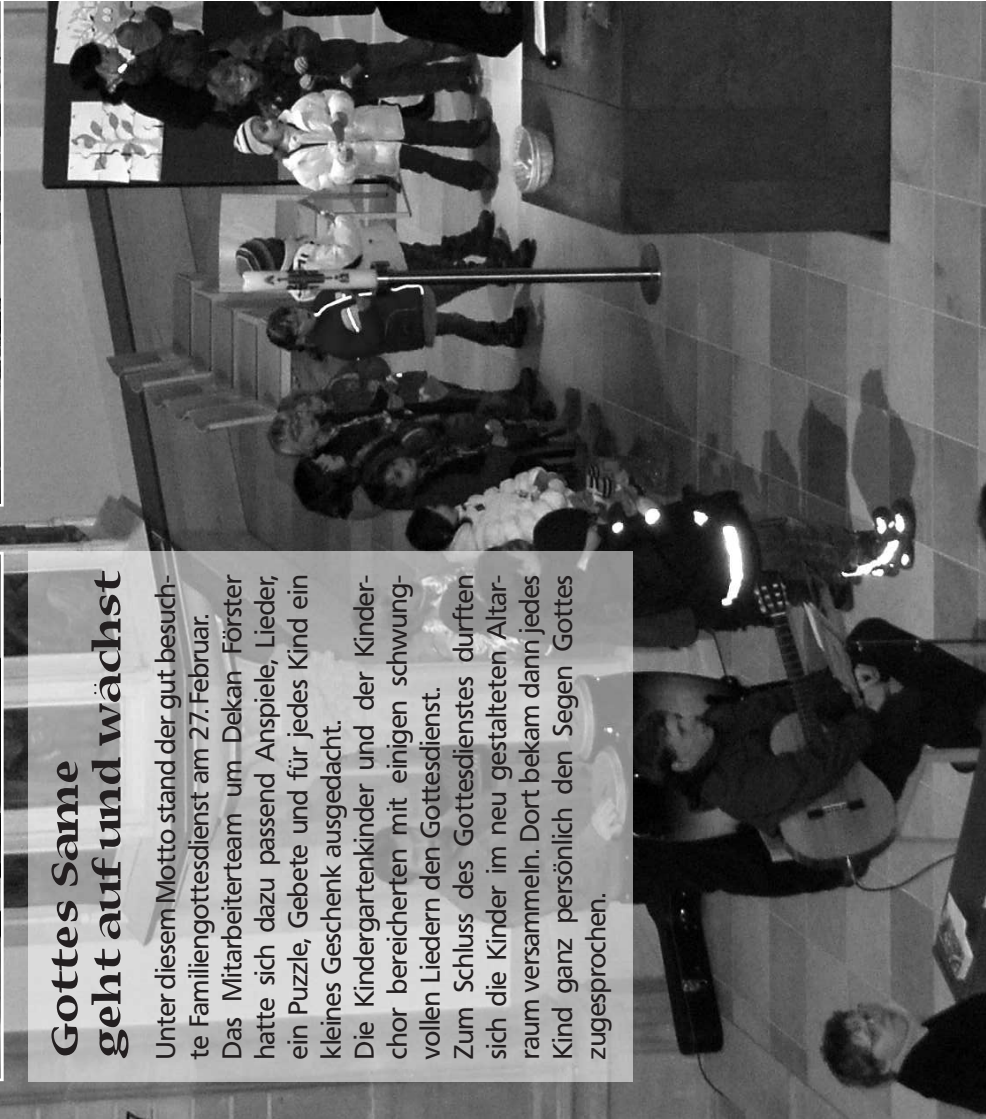 Gottes Same
geht auf und wächst
Unter diesem Motto stand der gut besuch-
te Familiengottesdienst am 27. Februar.
Das Mitarbeiterteam um Dekan Förster
hatte sich dazu passend Anspiele, Lieder,
ein Puzzle, Gebete und für jedes Kind ein
kleines Geschenk ausgedacht.
Die Kindergartenkinder und der Kinder-
chor bereicherten mit einigen schwung-
vollen Liedern den Gottesdienst.
Zum Schluss des Gottesdienstes durften
sich die Kinder im neu gestalteten Altar-
raum versammeln. Dort bekam dann jedes
Kind ganz persönlich den Segen Gottes
zugesprochen.